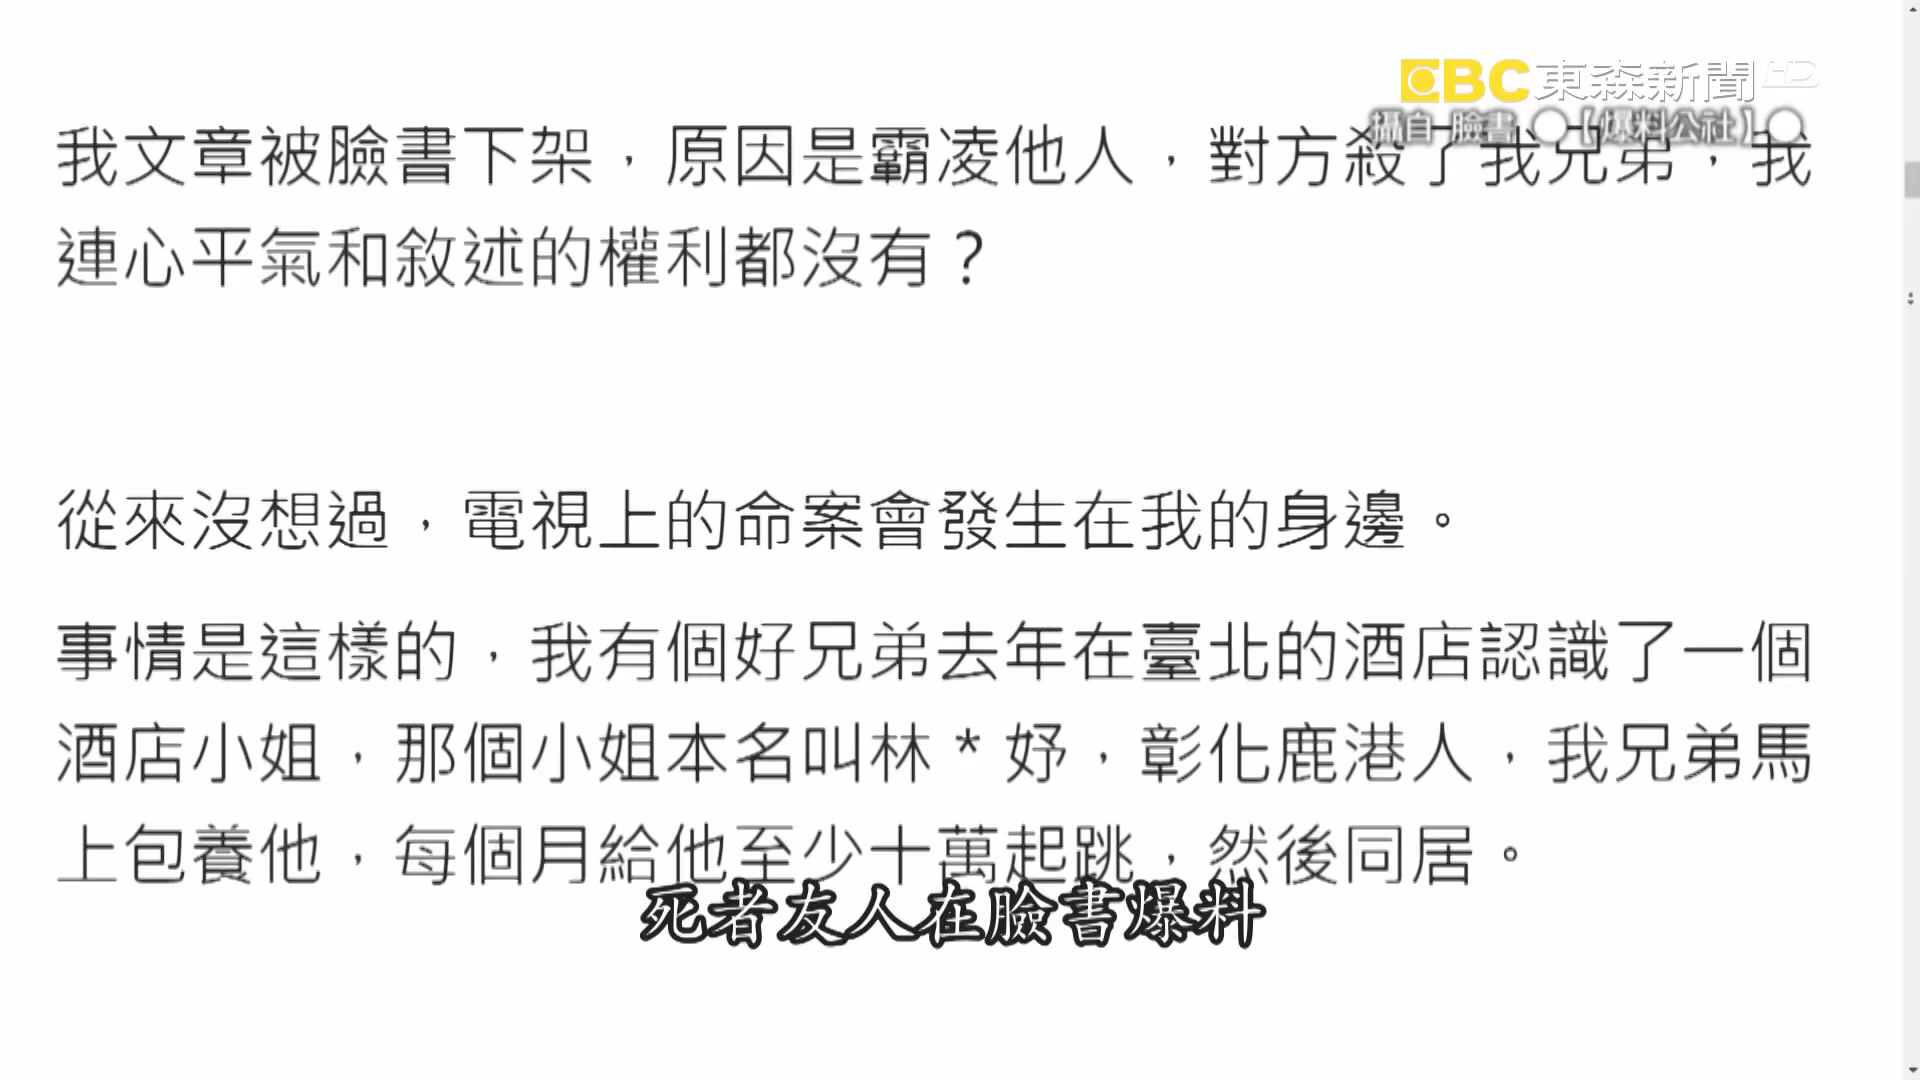 EBC 東森新聞 HD
攝自 臉書 ●【爆料公社】●
我文章被臉書下架，原因是霸凌他人，對方殺了我兄弟，我
連心平氣和敘述的權利都沒有？
從來沒想過，電視上的命案會發生在我的身邊。
事情是這樣的，我有個好兄弟去年在臺北的酒店認識了一個
酒店小姐，那個小姐本名叫林＊妤，彰化鹿港人，我兄弟馬
上包養他，每個月給他至少十萬起跳，然後同居。
死者友人在臉書爆料